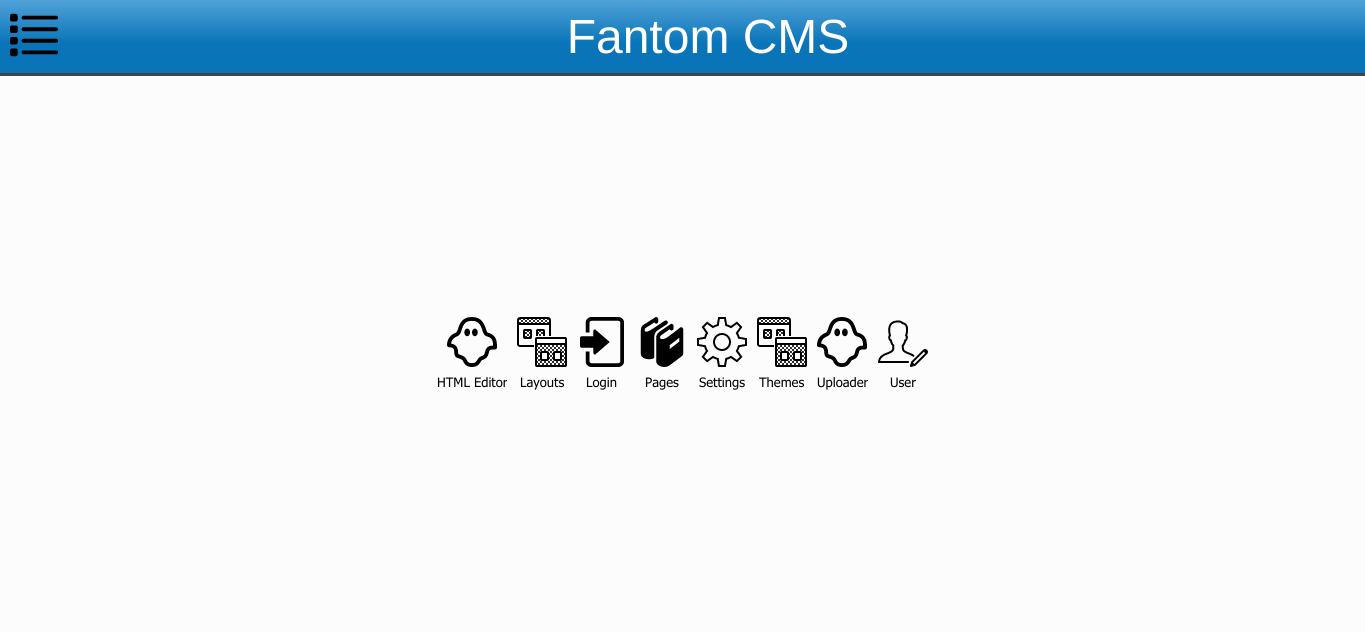 Fantom CMS
HTML Editor Layouts Login Pages Settings Themes Uploader User